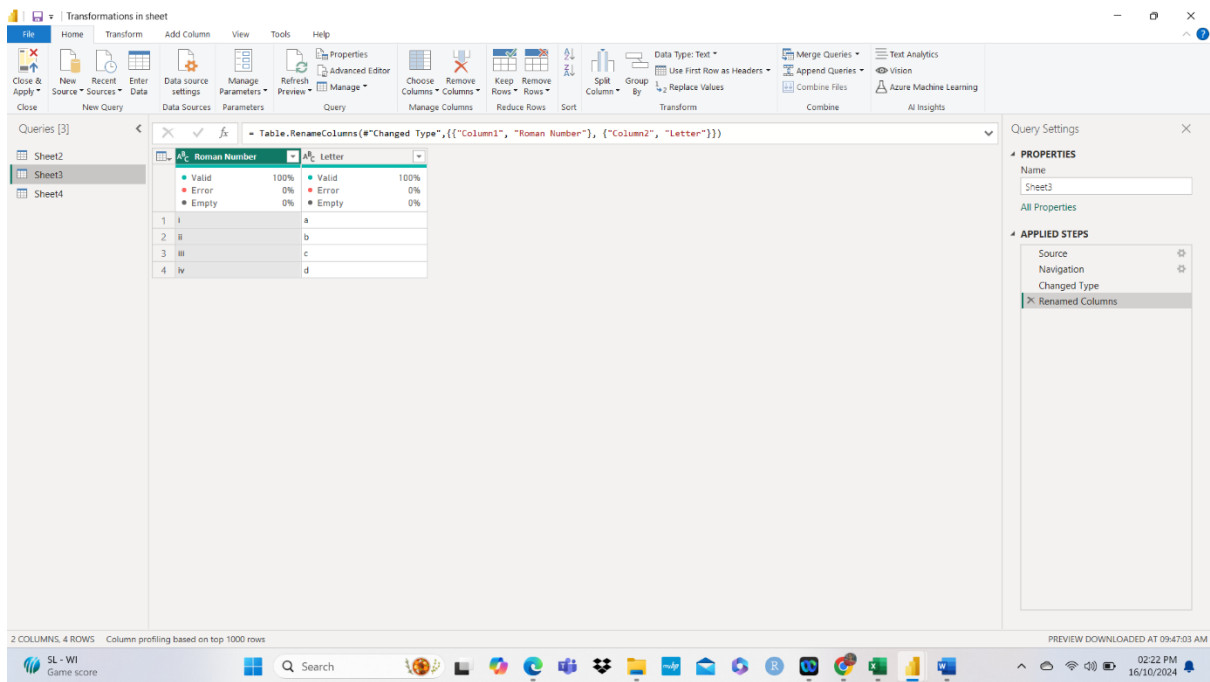 Transformations in sheet
File Home Transform Add Column View Tools Help
Close & Apply
New Source
Recent Sources
Enter Data
Data source settings
Manage Parameters
Refresh Preview
Properties
Advanced Editor
Manage
Choose Columns
Remove Columns
Keep Rows
Remove Rows
Split Column
Group By
Data Type: Text
Use First Row as Headers
Replace Values
Merge Queries
Append Queries
Combine Files
Text Analytics
Vision
Azure Machine Learning
Close New Query Data Sources Parameters Query Manage Columns Reduce Rows Sort Transform Combine AI Insights
Queries [3]
Sheet2
Sheet3
Sheet4
fx = Table.RenameColumns(#"Changed Type",{{"Column1", "Roman Number"}, {"Column2", "Letter"}})
ABC Roman Number ABC Letter
Valid 100% Valid 100%
Error 0% Error 0%
Empty 0% Empty 0%
1 i a
2 ii b
3 iii c
4 iv d
Query Settings
PROPERTIES
Name
Sheet3
All Properties
APPLIED STEPS
Source
Navigation
Changed Type
Renamed Columns
2 COLUMNS, 4 ROWS Column profiling based on top 1000 rows
PREVIEW DOWNLOADED AT 09:47:03 AM
SL - WI
Game score
Search
02:22 PM
16/10/2024